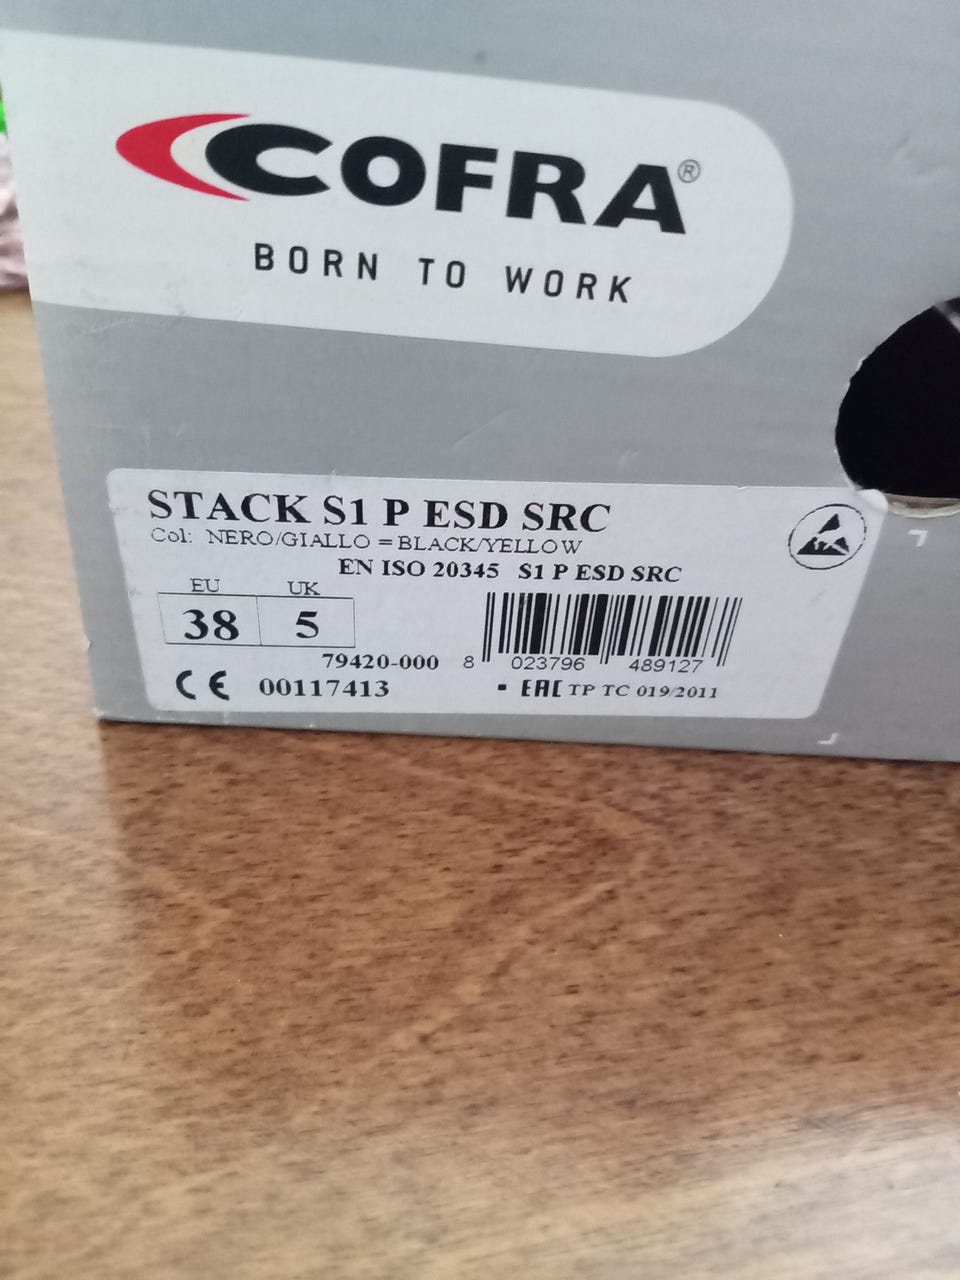 COFRA®
BORN TO WORK
STACK S1 P ESD SRC
Col: NERO/GIALLO = BLACK/YELLOW
EN ISO 20345 S1 P ESD SRC
EU UK
38 5
79420-000 8 023796 489127
CE 00117413 - EAC TP TC 019/2011